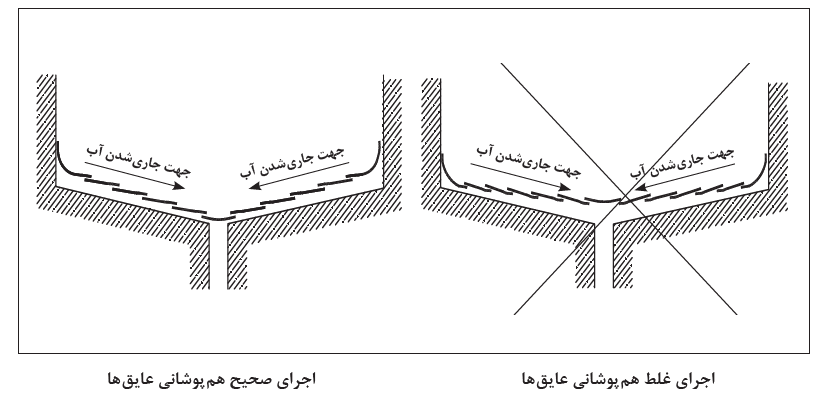 جهت جاری‌شدن آب
جهت جاری‌شدن آب
جهت جاری‌شدن آب
جهت جاری‌شدن آب
اجرای غلط هم‌پوشانی عایق‌ها
اجرای صحیح هم‌پوشانی عایق‌ها